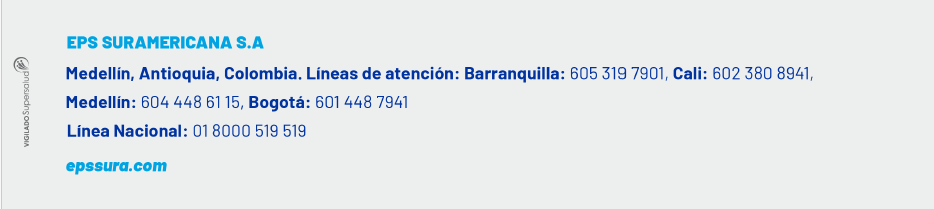 EPS SURAMERICANA S.A
Medellín, Antioquia, Colombia. Líneas de atención: Barranquilla: 605 319 7901, Cali: 602 380 8941,
Medellín: 604 448 61 15, Bogotá: 601 448 7941
Línea Nacional: 01 8000 519 519
epssura.com
VIGILADO Supersalud